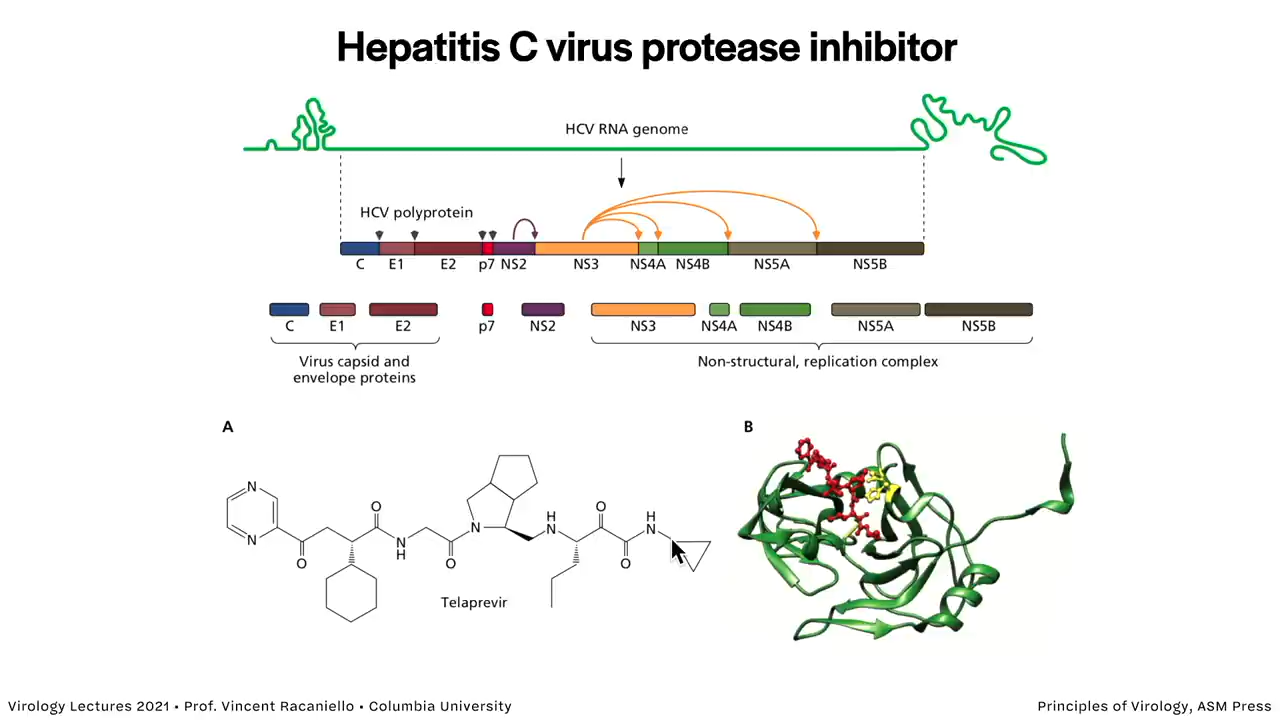 Hepatitis C virus protease inhibitor
HCV RNA genome
HCV polyprotein
C E1 E2 p7 NS2 NS3 NS4A NS4B NS5A NS5B
C E1 E2 p7 NS2 NS3 NS4A NS4B NS5A NS5B
Virus capsid and
envelope proteins
Non-structural, replication complex
A
B
N
N
O
O
N
H
O
N
H
N
O
O
H
N
Telaprevir
Virology Lectures 2021 • Prof. Vincent Racaniello • Columbia University
Principles of Virology, ASM Press